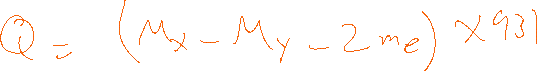 Q = (Mx - My - 2me) × 931